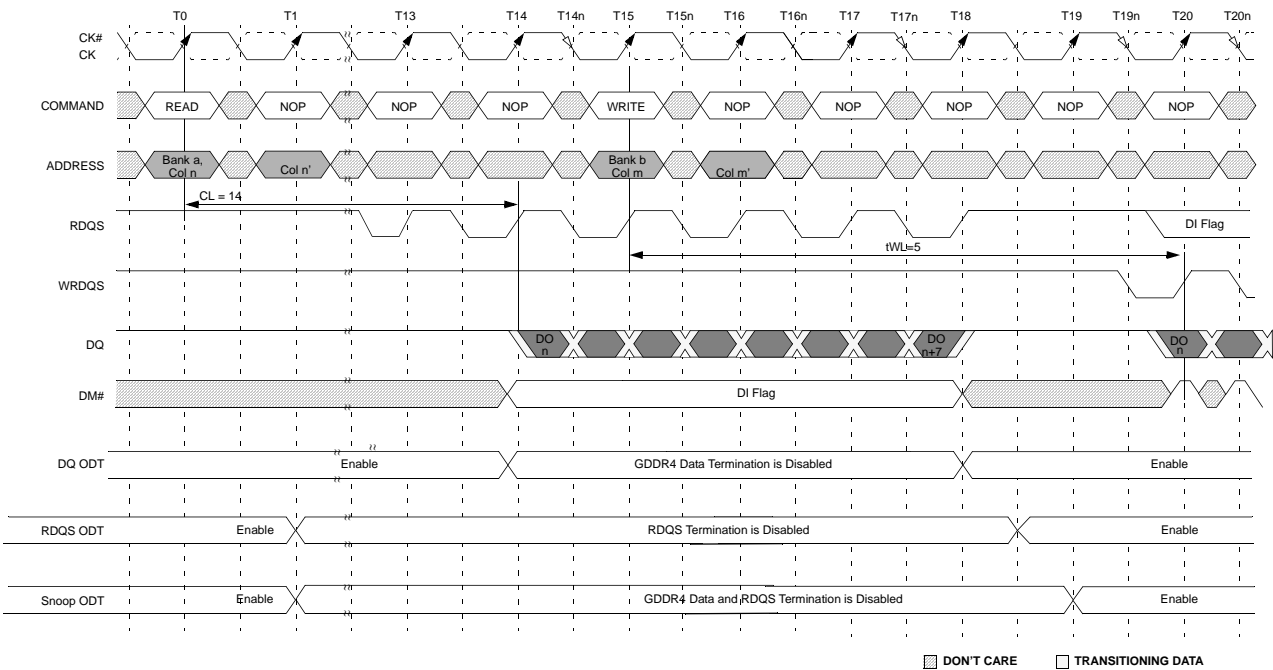 T0 T1 T13 T14 T14n T15 T15n T16 T16n T17 T17n T18 T19 T19n T20 T20n
CK#
CK
COMMAND READ NOP NOP NOP WRITE NOP NOP NOP NOP NOP
ADDRESS Bank a, Col n' Bank b Col m'
Col n Col m
CL = 14
RDQS DI Flag
tWL=5
WRDQS
DQ DO DO DO
n n+7 n
DM# DI Flag
DQ ODT Enable GDDR4 Data Termination is Disabled Enable
RDQS ODT Enable RDQS Termination is Disabled Enable
Snoop ODT Enable GDDR4 Data and RDQS Termination is Disabled Enable
DON'T CARE TRANSITIONING DATA